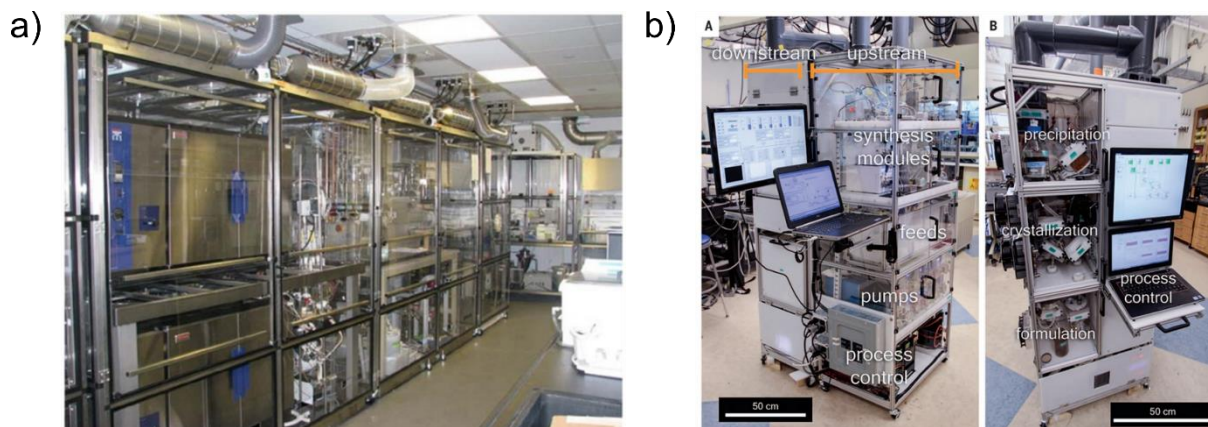 a)
b)
A
downstream
upstream
synthesis
modules
feeds
pumps
process
control
50 cm
B
precipitation
crystallization
process
control
formulation
50 cm